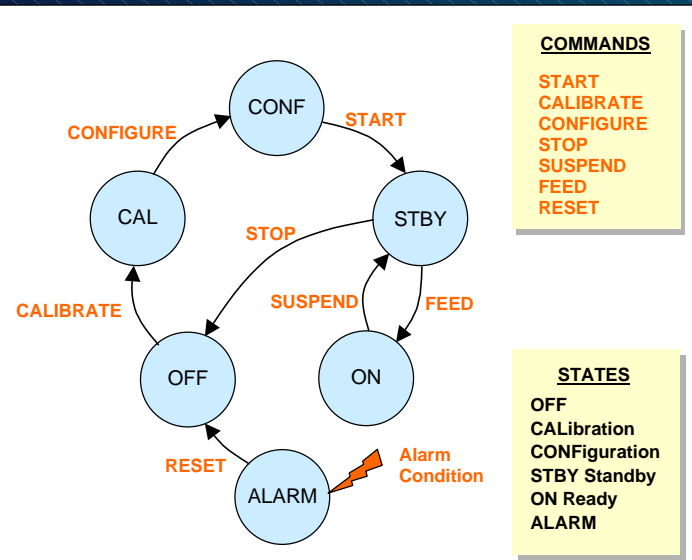 COMMANDS
START
CALIBRATE
CONFIGURE
STOP
SUSPEND
FEED
RESET
CONF
CONFIGURE
START
CAL
STBY
STOP
SUSPEND
FEED
CALIBRATE
OFF
ON
RESET
Alarm
Condition
ALARM
STATES
OFF
CALibration
CONFiguration
STBY Standby
ON Ready
ALARM